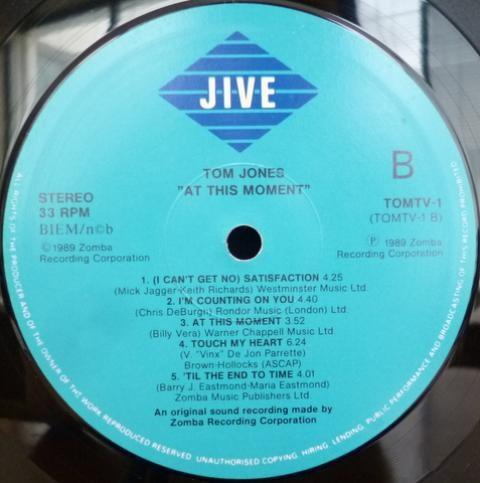 JIVE
TOM JONES
"AT THIS MOMENT"
B
STEREO
33 RPM
BIEM/n©b
TOMTV-1
(TOMTV-1 B)
©1989 Zomba
Recording Corporation
℗ 1989 Zomba
Recording Corporation
1. (I CAN'T GET NO) SATISFACTION 4.25
(Mick Jagger-Keith Richards) Westminster Music Ltd.
2. I'M COUNTING ON YOU 4.40
(Chris DeBurgh) Rondor Music (London) Ltd.
3. AT THIS MOMENT 3.52
(Billy Vera) Warner Chappell Music Ltd.
4. TOUCH MY HEART 6.24
(V. "Vinx" De Jon Parrette)
Brown-Hollocks (ASCAP)
5. 'TIL THE END TO TIME 4.01
(Barry J. Eastmond-Maria Eastmond)
Zomba Music Publishers Ltd.
An original sound recording made by
Zomba Recording Corporation
ALL RIGHTS OF THE PRODUCER AND OF THE OWNER OF THE WORK REPRODUCED RESERVED. UNAUTHORISED COPYING, HIRING, LENDING, PUBLIC PERFORMANCE AND BROADCASTING OF THIS RECORD PROHIBITED.